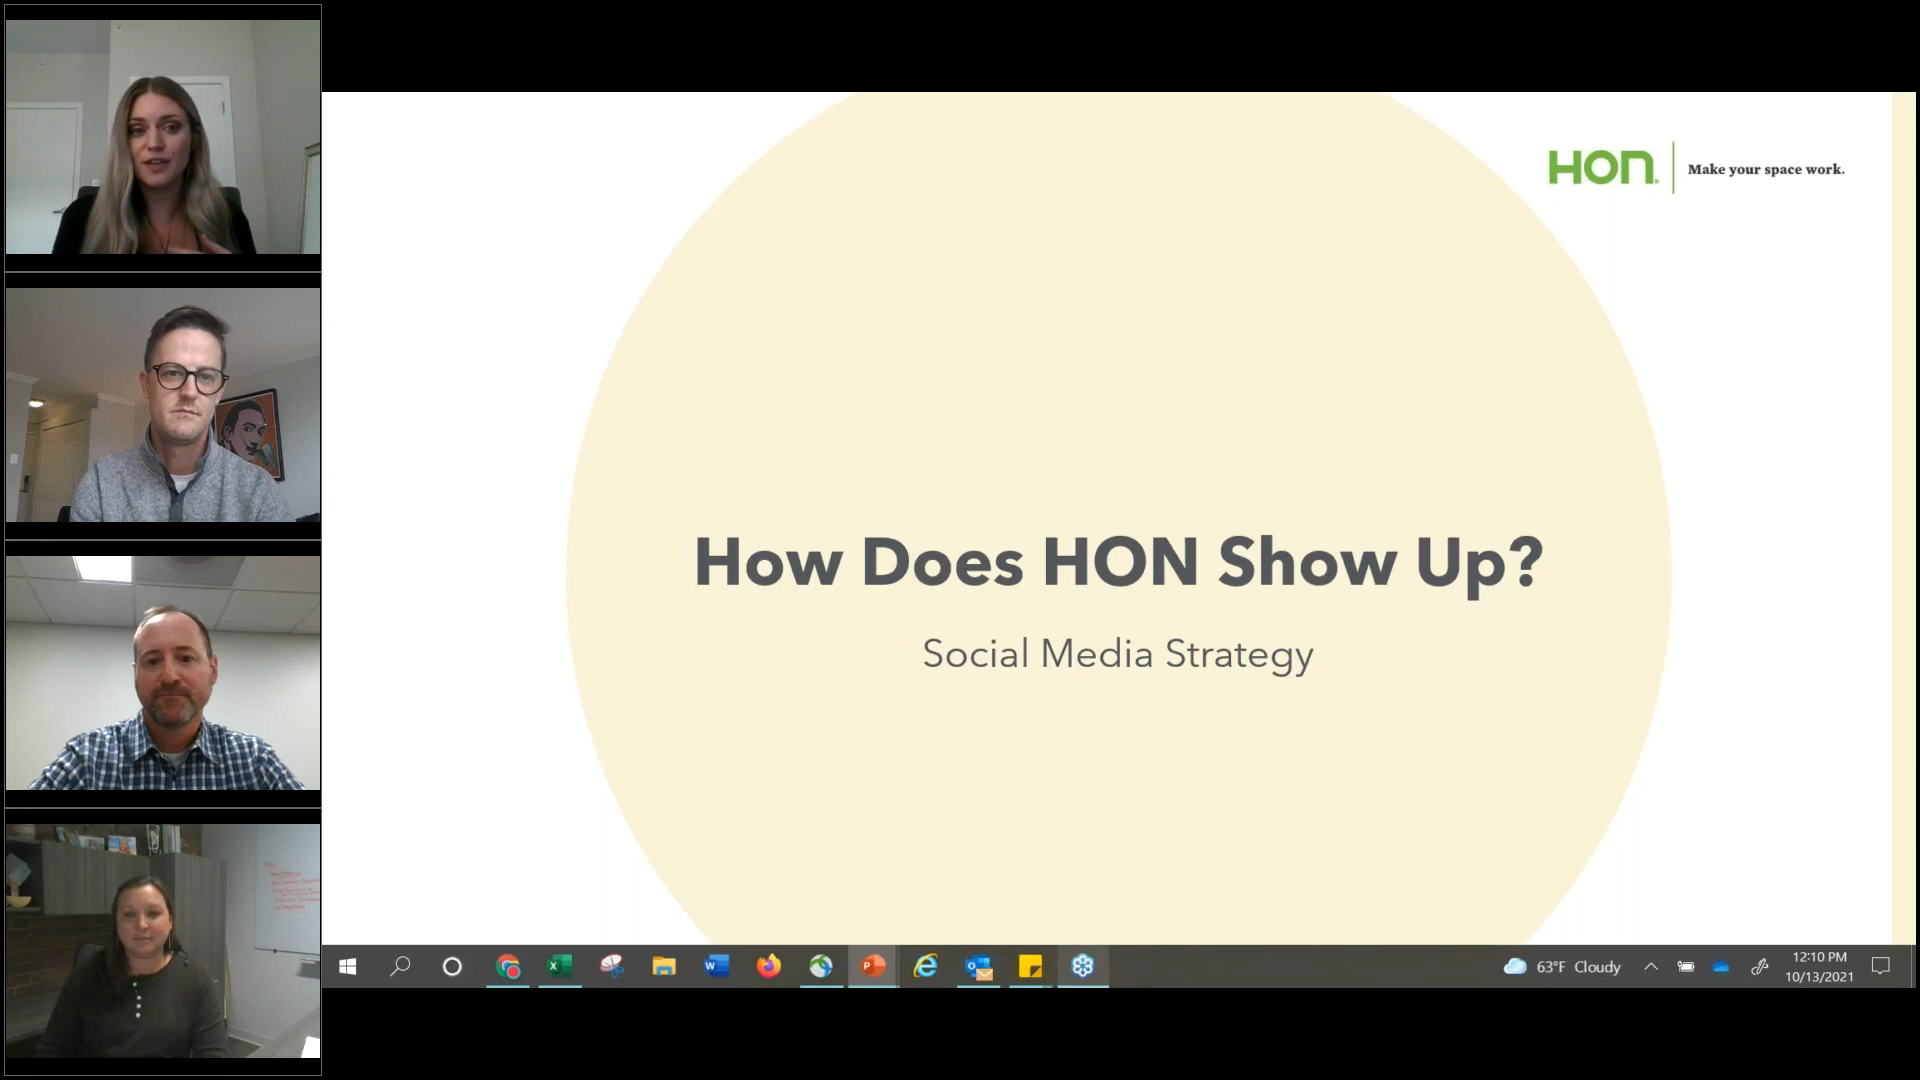 HON
Make your space work.
How Does HON Show Up?
Social Media Strategy
63°F Cloudy
12:10 PM
10/13/2021